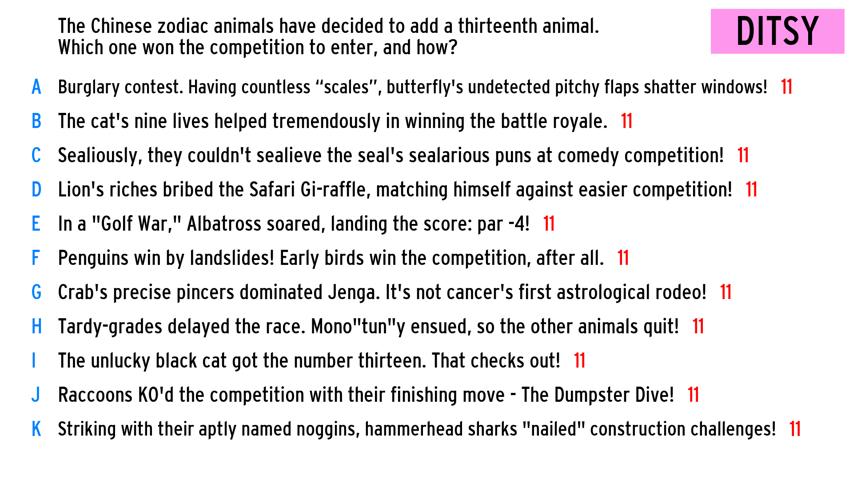 The Chinese zodiac animals have decided to add a thirteenth animal.
Which one won the competition to enter, and how?
DITSY
A Burglary contest. Having countless “scales”, butterfly's undetected pitchy flaps shatter windows! 11
B The cat's nine lives helped tremendously in winning the battle royale. 11
C Sealiously, they couldn't sealieve the seal's sealarious puns at comedy competition! 11
D Lion's riches bribed the Safari Gi-raffle, matching himself against easier competition! 11
E In a "Golf War," Albatross soared, landing the score: par -4! 11
F Penguins win by landslides! Early birds win the competition, after all. 11
G Crab's precise pincers dominated Jenga. It's not cancer's first astrological rodeo! 11
H Tardy-grades delayed the race. Mono"tun"y ensued, so the other animals quit! 11
I The unlucky black cat got the number thirteen. That checks out! 11
J Raccoons KO'd the competition with their finishing move - The Dumpster Dive! 11
K Striking with their aptly named noggins, hammerhead sharks "nailed" construction challenges! 11